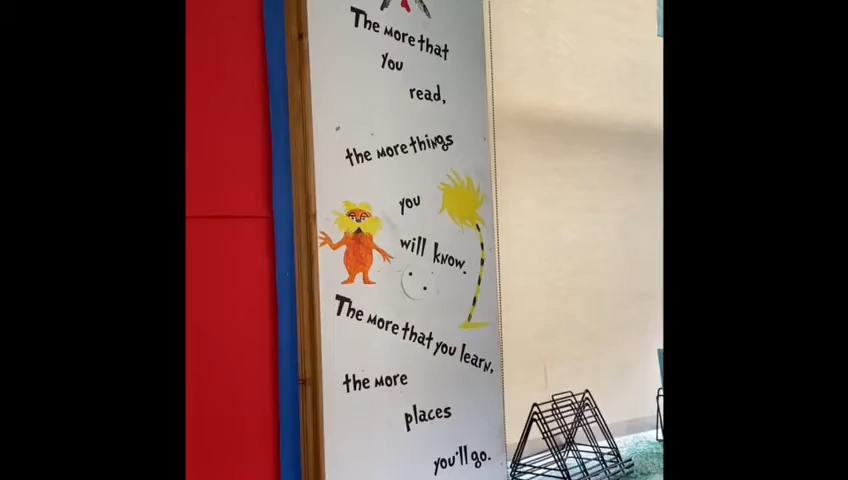 The more that
you
read,
the more things
you
will know.
The more that you learn,
the more
places
you'll go.